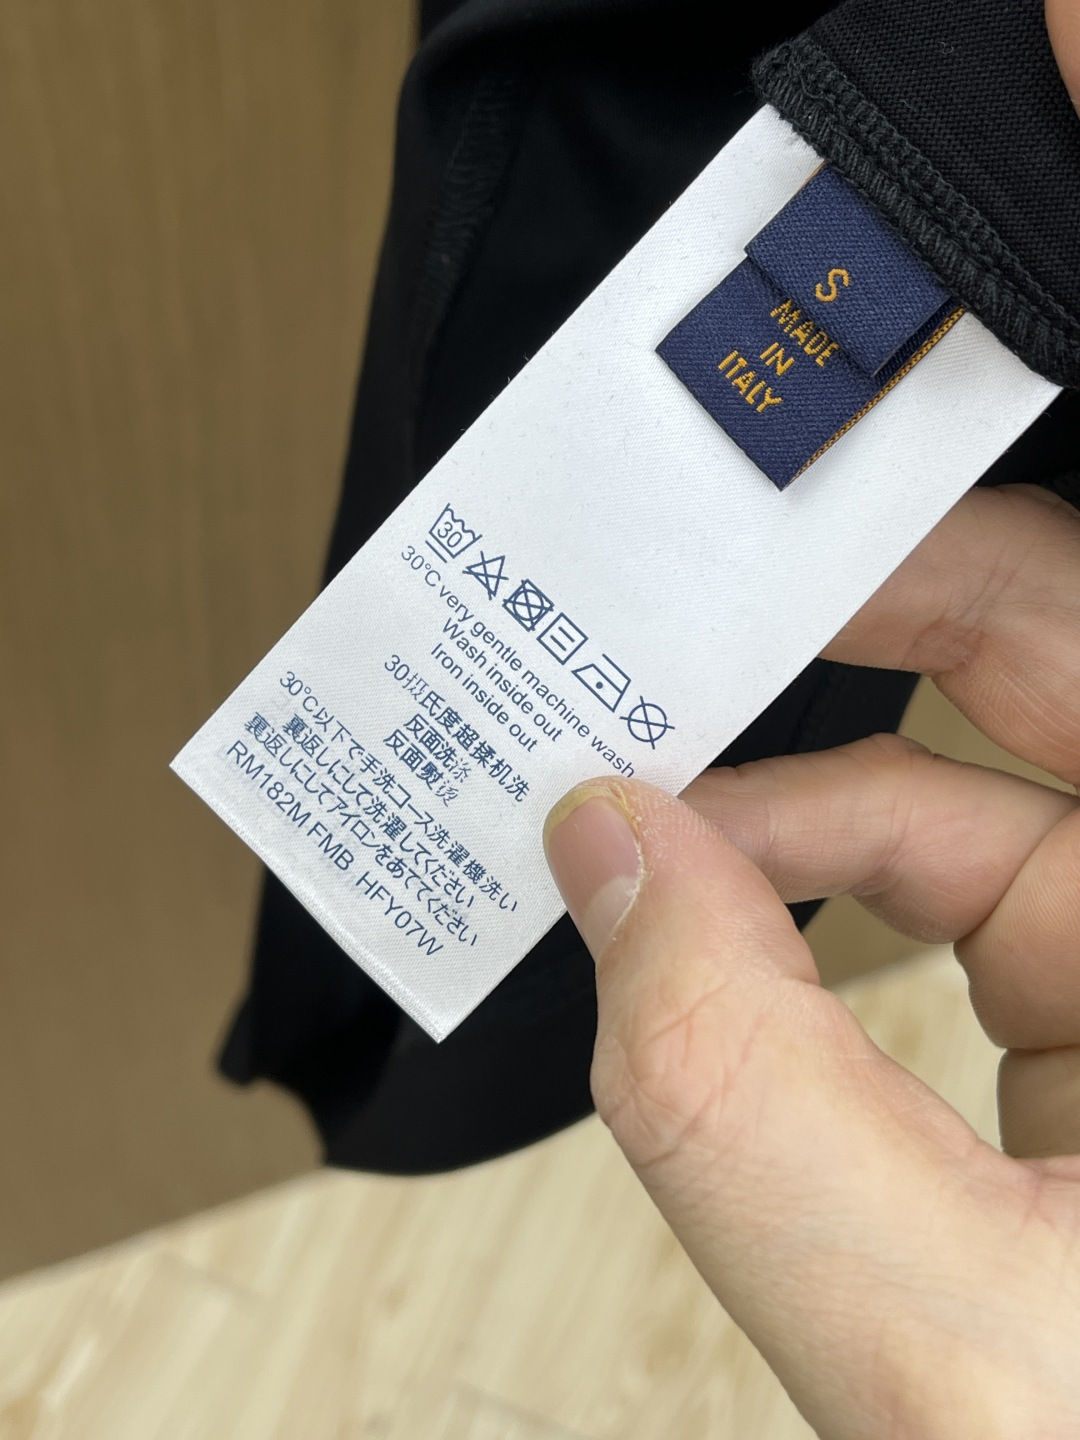 S
MADE
IN
ITALY
30
30°C very gentle machine wash
Wash inside out
Iron inside out
30摄氏度超揉机洗
反面洗涤
反面熨烫
30℃以下で手洗コース洗濯機洗い
裏返しにして洗濯してください
裏返しにしてアイロンをあててください
RM182M FMB HFY07W